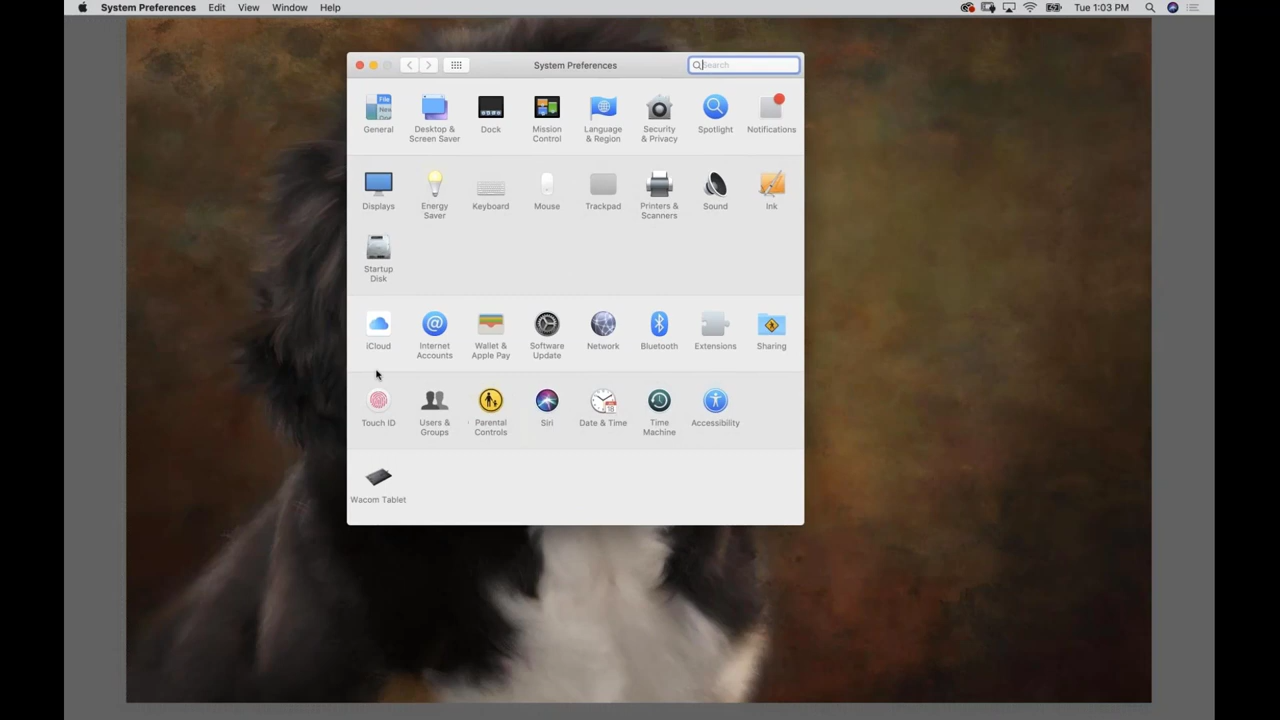 System Preferences Edit View Window Help Tue 1:03 PM
System Preferences
Search
General
Desktop &
Screen Saver
Dock
Mission
Control
Language
& Region
Security
& Privacy
Spotlight
Notifications
Displays
Energy
Saver
Keyboard
Mouse
Trackpad
Printers &
Scanners
Sound
Ink
Startup
Disk
iCloud
Internet
Accounts
Wallet &
Apple Pay
Software
Update
Network
Bluetooth
Extensions
Sharing
Touch ID
Users &
Groups
Parental
Controls
Siri
Date & Time
Time
Machine
Accessibility
Wacom Tablet